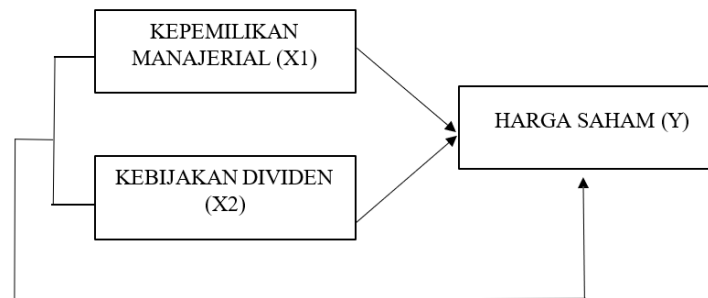 KEPEMILIKAN
MANAJERIAL (X1)
HARGA SAHAM (Y)
KEBIJAKAN DIVIDEN
(X2)